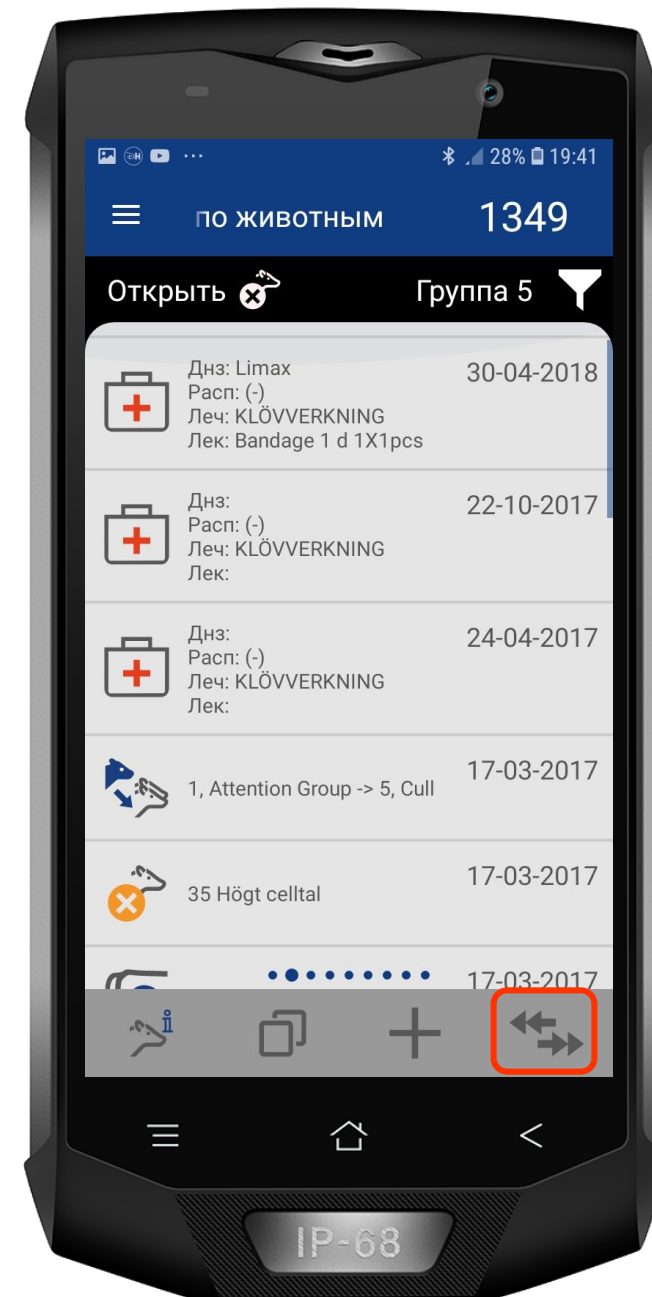 28% 19:41
по животным 1349
Открыть Группа 5
Днз: Limax 30-04-2018
Расп: (-)
Леч: KLÖVVERKNING
Лек: Bandage 1 d 1X1pcs
Днз: 22-10-2017
Расп: (-)
Леч: KLÖVVERKNING
Лек:
Днз: 24-04-2017
Расп: (-)
Леч: KLÖVVERKNING
Лек:
1, Attention Group -> 5, Cull 17-03-2017
35 Högt celltal 17-03-2017
17-03-2017
IP-68